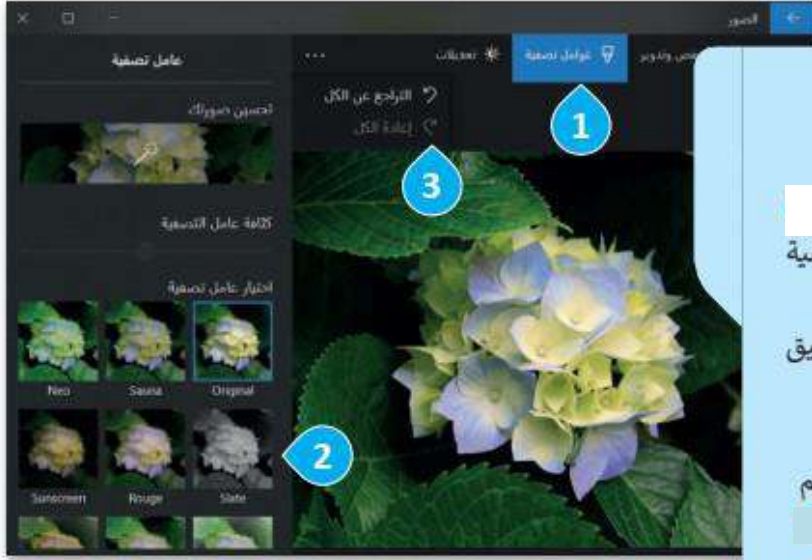 الصور
قص وتدوير
عوامل تصفية
تعديلات
...
التراجع عن الكل
إعادة الكل
1
3
عامل تصفية
تحسين صورتك
كثافة عامل التصفية
اختيار عامل تصفية
Original
Sauna
Neo
Slate
Rouge
Sunscreen
2